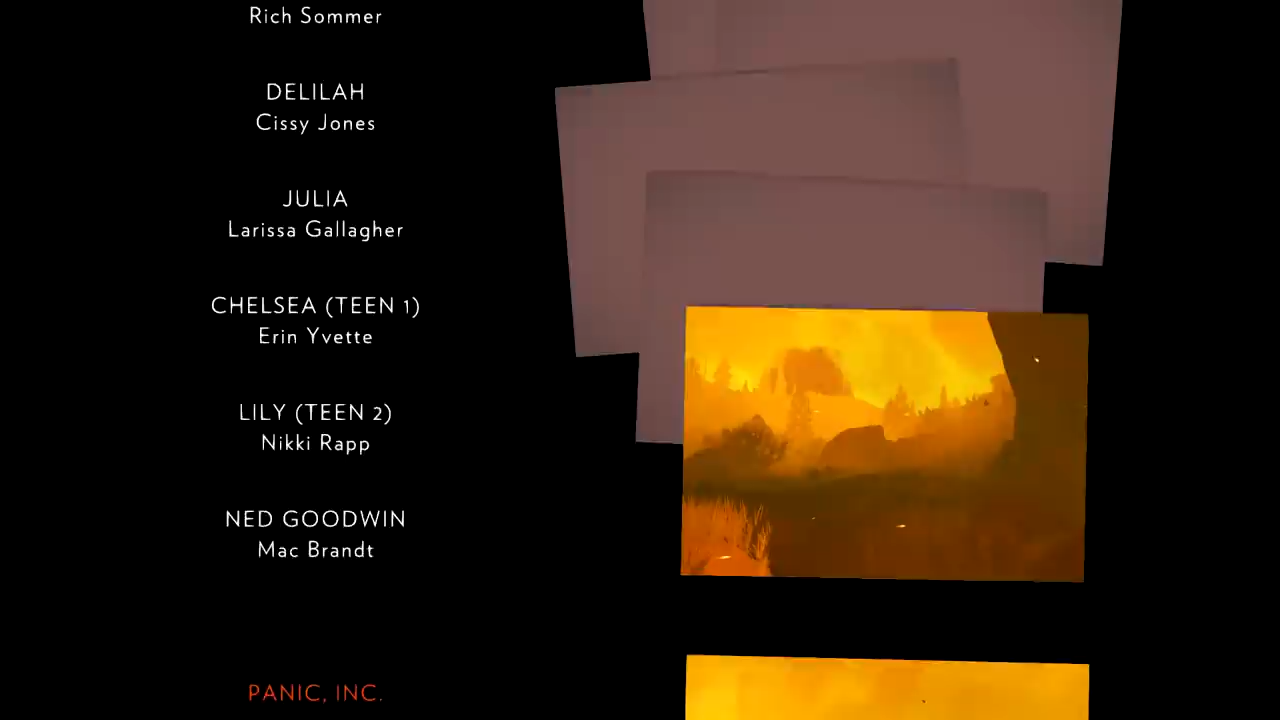 Rich Sommer
DELILAH
Cissy Jones
JULIA
Larissa Gallagher
CHELSEA (TEEN 1)
Erin Yvette
LILY (TEEN 2)
Nikki Rapp
NED GOODWIN
Mac Brandt
PANIC, INC.